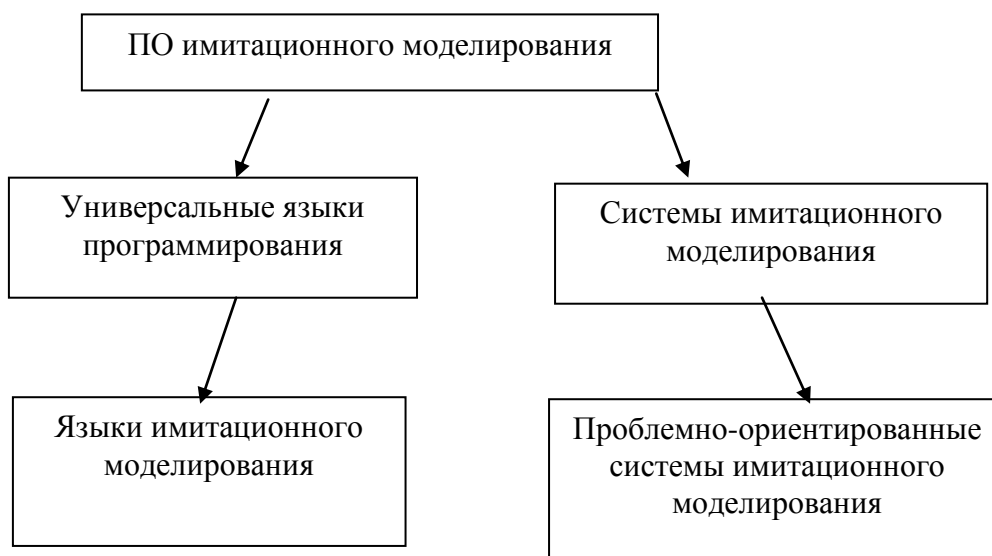 ПО имитационного моделирования
Универсальные языки
программирования
Системы имитационного
моделирования
Языки имитационного
моделирования
Проблемно-ориентированные
системы имитационного
моделирования